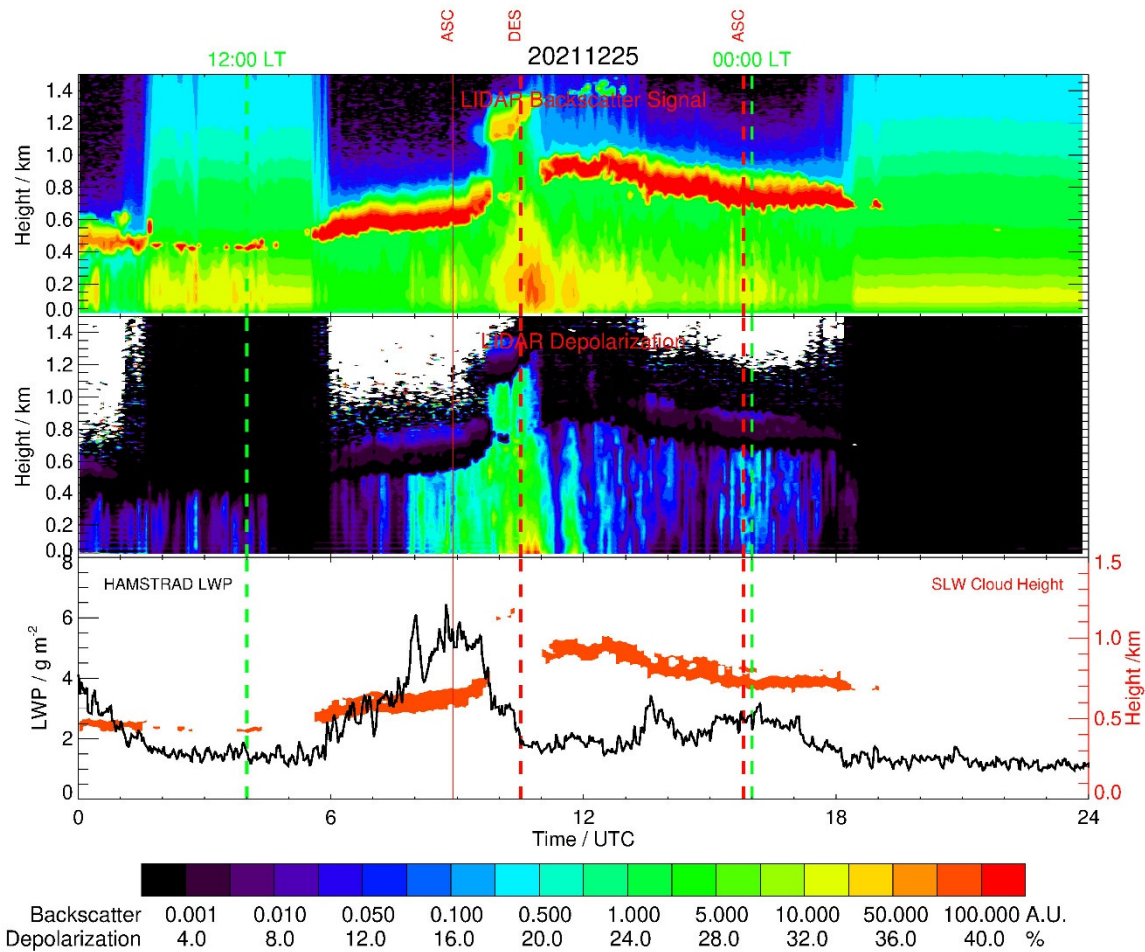 ASC DES ASC
12:00 LT 20211225 00:00 LT
LIDAR Backscatter Signal
1.4
1.2
1.0
0.8
0.6
0.4
0.2
0.0
Height / km
LIDAR Depolarization
1.4
1.2
1.0
0.8
0.6
0.4
0.2
0.0
Height / km
HAMSTRAD LWP
SLW Cloud Height
8
6
4
2
0
LWP / g m⁻²
1.5
1.0
0.5
0.0
Height /km
0 6 12 18 24
Time / UTC
Backscatter 0.001 0.010 0.050 0.100 0.500 1.000 5.000 10.000 50.000 100.000 A.U.
Depolarization 4.0 8.0 12.0 16.0 20.0 24.0 28.0 32.0 36.0 40.0 %